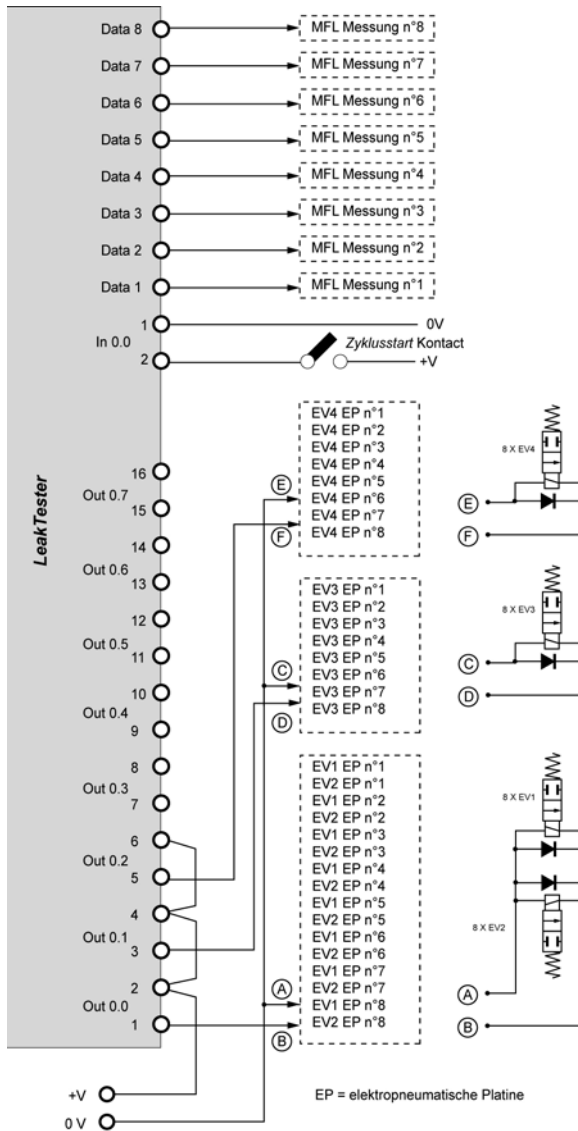 Data 8
MFL Messung n°8
Data 7
MFL Messung n°7
Data 6
MFL Messung n°6
Data 5
MFL Messung n°5
Data 4
MFL Messung n°4
Data 3
MFL Messung n°3
Data 2
MFL Messung n°2
Data 1
MFL Messung n°1
1
0V
In 0.0
Zyklusstart Kontact
2
+V
LeakTester
16
Out 0.7
15
14
Out 0.6
13
12
Out 0.5
11
10
Out 0.4
9
8
Out 0.3
7
6
Out 0.2
5
4
Out 0.1
3
2
Out 0.0
1
+V
0 V
EV4 EP n°1
EV4 EP n°2
EV4 EP n°3
EV4 EP n°4
EV4 EP n°5
EV4 EP n°6
EV4 EP n°7
EV4 EP n°8
E
F
8 X EV4
E
F
EV3 EP n°1
EV3 EP n°2
EV3 EP n°3
EV3 EP n°4
EV3 EP n°5
EV3 EP n°6
EV3 EP n°7
EV3 EP n°8
C
D
8 X EV3
C
D
EV1 EP n°1
EV2 EP n°1
EV1 EP n°2
EV2 EP n°2
EV1 EP n°3
EV2 EP n°3
EV1 EP n°4
EV2 EP n°4
EV1 EP n°5
EV2 EP n°5
EV1 EP n°6
EV2 EP n°6
EV1 EP n°7
EV2 EP n°7
EV1 EP n°8
EV2 EP n°8
A
B
8 X EV1
8 X EV2
A
B
EP = elektropneumatische Platine